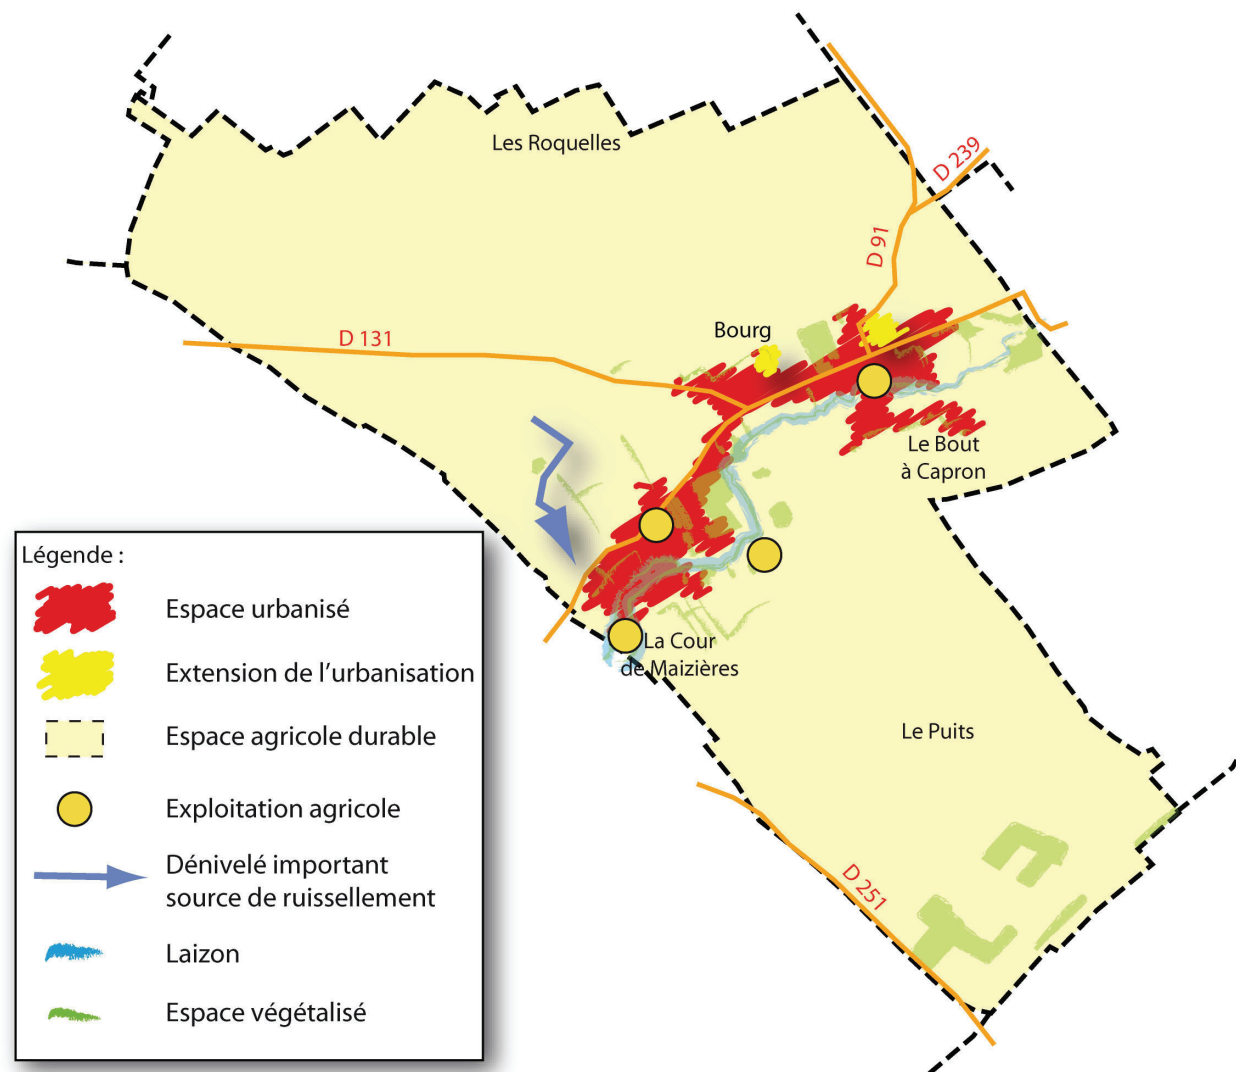 Les Roquelles
D 239
D 91
D 131
Bourg
Le Bout
à Capron
La Cour
de Maizières
Le Puits
D 251
Légende :
Espace urbanisé
Extension de l'urbanisation
Espace agricole durable
Exploitation agricole
Dénivelé important
source de ruissellement
Laizon
Espace végétalisé